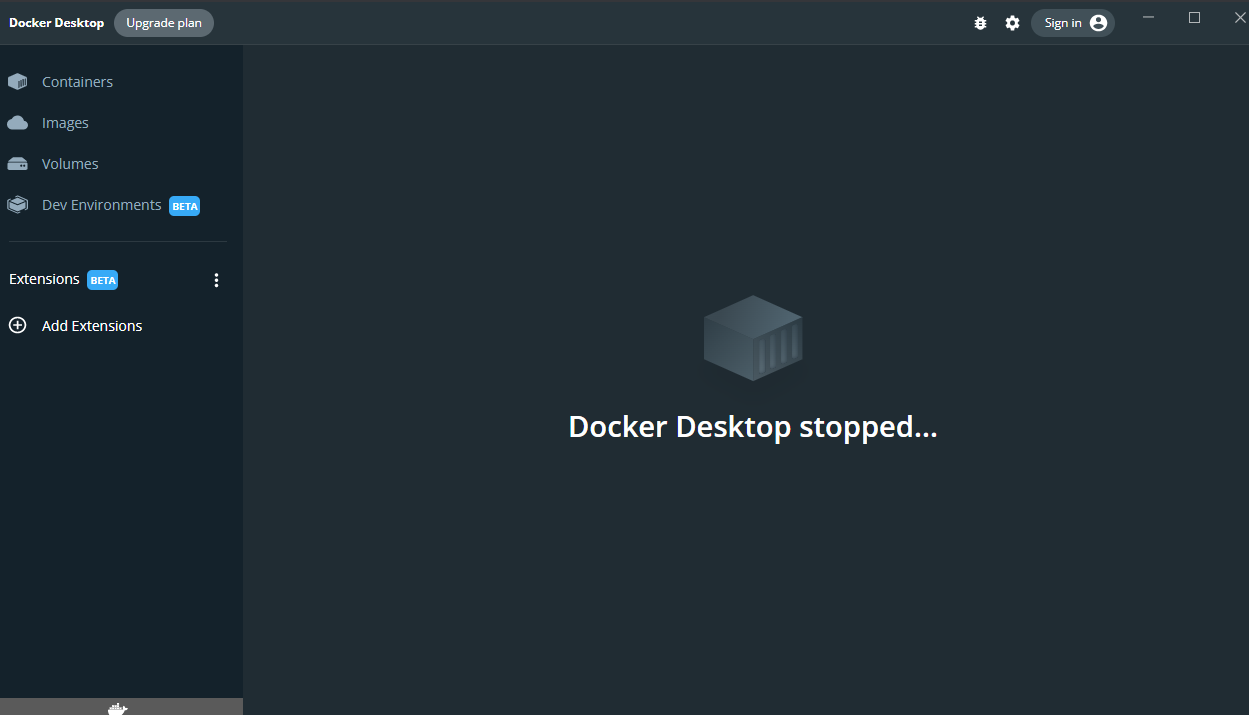 Docker Desktop Upgrade plan Sign in
Containers
Images
Volumes
Dev Environments BETA
Extensions BETA
Add Extensions
Docker Desktop stopped...